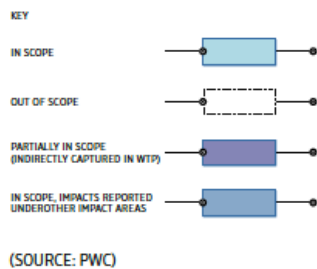 KEY
IN SCOPE
OUT OF SCOPE
PARTIALLY IN SCOPE
(INDIRECTLY CAPTURED IN WTP)
IN SCOPE, IMPACTS REPORTED
UNDEROTHER IMPACT AREAS
(SOURCE: PWC)